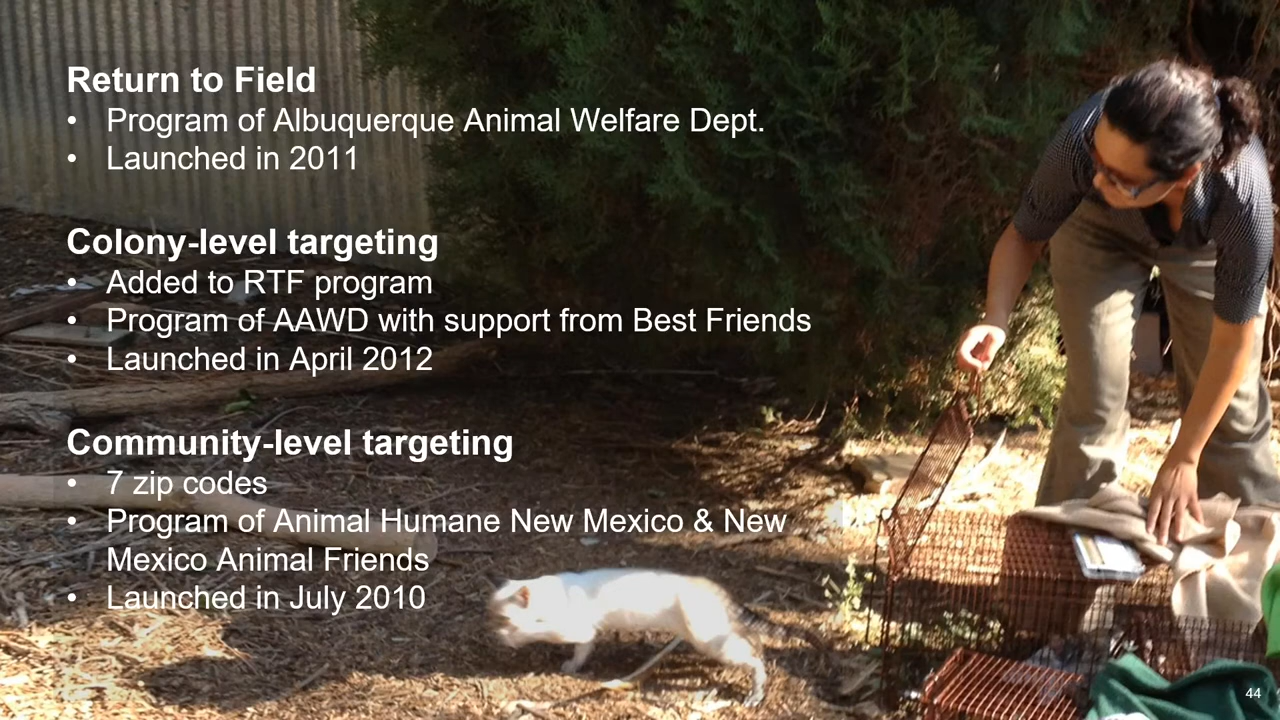 Return to Field
• Program of Albuquerque Animal Welfare Dept.
• Launched in 2011
Colony-level targeting
• Added to RTF program
• Program of AAWD with support from Best Friends
• Launched in April 2012
Community-level targeting
• 7 zip codes
• Program of Animal Humane New Mexico & New
Mexico Animal Friends
• Launched in July 2010
44